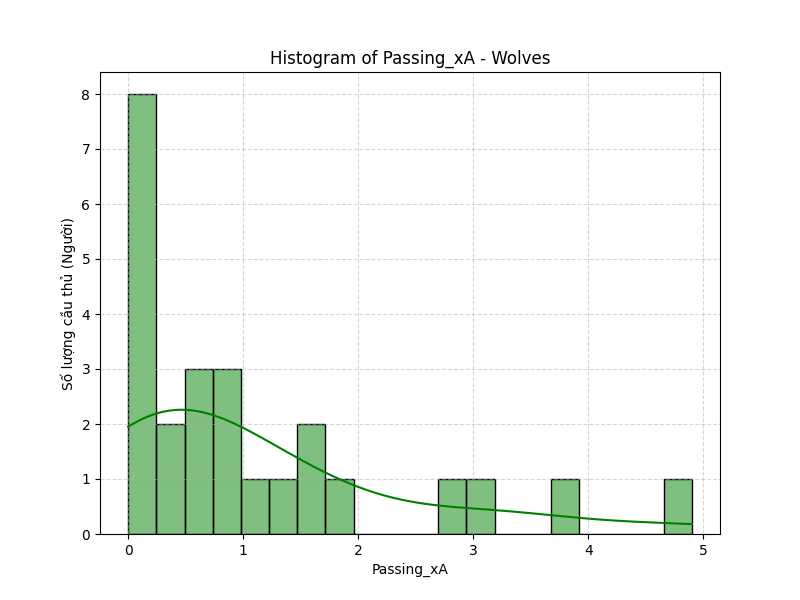 Histogram of Passing_xA - Wolves
8
7
6
5
4
3
2
1
0
Số lượng cầu thủ (Người)
0 1 2 3 4 5
Passing_xA